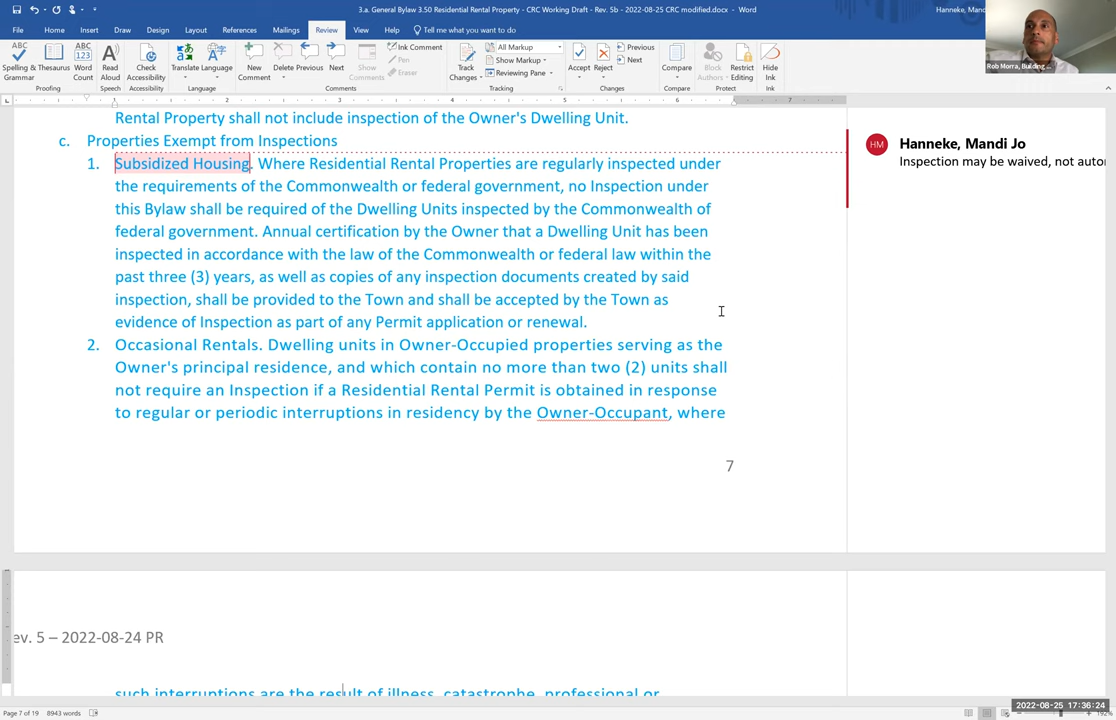 3.a. General Bylaw 3.50 Residential Rental Property - CRC Working Draft - Rev. 5b - 2022-08-25 CRC modified.docx - Word
Hanneke, Man
File Home Insert Draw Design Layout References Mailings Review View Help Tell me what you want to do
Rob Morra, Building ...
Spelling & Grammar Thesaurus Word Count Read Aloud Check Accessibility Translate Language New Comment Delete Previous Next Show Comments Ink Comment Pen Eraser Track Changes All Markup Show Markup Reviewing Pane Accept Reject Previous Next Compare Block Authors Restrict Editing Hide Ink
Proofing Speech Accessibility Language Comments Tracking Changes Compare Protect Ink
1 2 3 4 5 6 7
Rental Property shall not include inspection of the Owner's Dwelling Unit.
c. Properties Exempt from Inspections
1. Subsidized Housing. Where Residential Rental Properties are regularly inspected under
the requirements of the Commonwealth or federal government, no Inspection under
this Bylaw shall be required of the Dwelling Units inspected by the Commonwealth of
federal government. Annual certification by the Owner that a Dwelling Unit has been
inspected in accordance with the law of the Commonwealth or federal law within the
past three (3) years, as well as copies of any inspection documents created by said
inspection, shall be provided to the Town and shall be accepted by the Town as
evidence of Inspection as part of any Permit application or renewal.
2. Occasional Rentals. Dwelling units in Owner-Occupied properties serving as the
Owner's principal residence, and which contain no more than two (2) units shall
not require an Inspection if a Residential Rental Permit is obtained in response
to regular or periodic interruptions in residency by the Owner-Occupant, where
7
HM Hanneke, Mandi Jo
Inspection may be waived, not auto
ev. 5 – 2022-08-24 PR
such interruptions are the result of illness, catastrophe, professional or
2022-08-25 17:36:24
Page 7 of 19 8943 words
192%